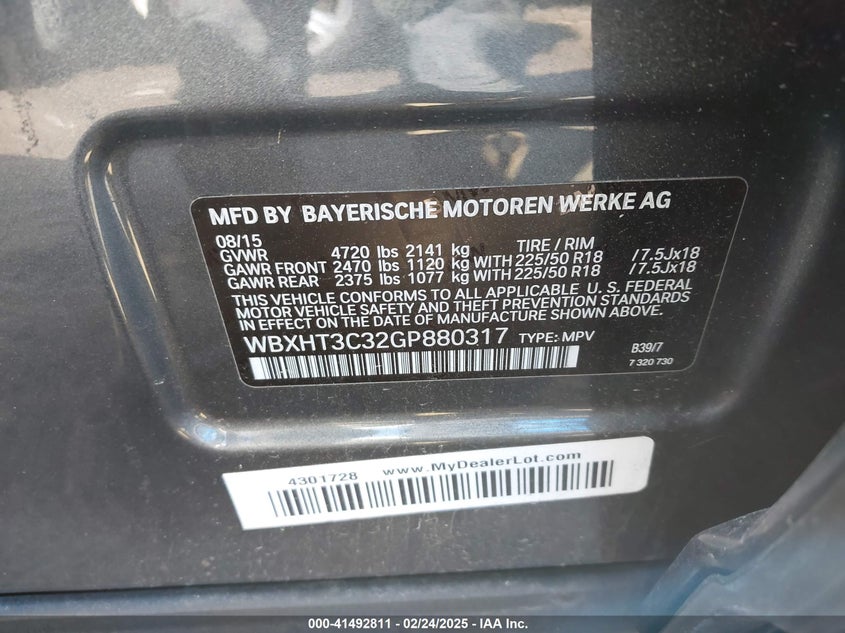 MFD BY BAYERISCHE MOTOREN WERKE AG
08/15 TIRE / RIM
GVWR 4720 lbs 2141 kg
GAWR FRONT 2470 lbs 1120 kg WITH 225/50 R18 / 7.5Jx18
GAWR REAR 2375 lbs 1077 kg WITH 225/50 R18 / 7.5Jx18
THIS VEHICLE CONFORMS TO ALL APPLICABLE U. S. FEDERAL
MOTOR VEHICLE SAFETY AND THEFT PREVENTION STANDARDS
IN EFFECT ON THE DATE OF MANUFACTURE SHOWN ABOVE.
WBXHT3C32GP880317 TYPE: MPV
B39/7
7 320 730
4301728 www.MyDealerLot.com
000-41492811 - 02/24/2025 - IAA Inc.